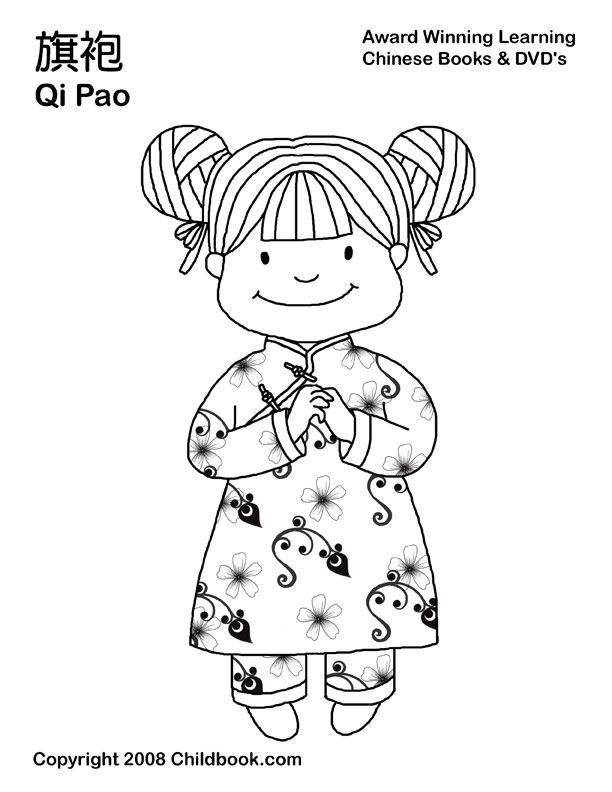 旗袍
Qi Pao
Award Winning Learning
Chinese Books & DVD's
Copyright 2008 Childbook.com